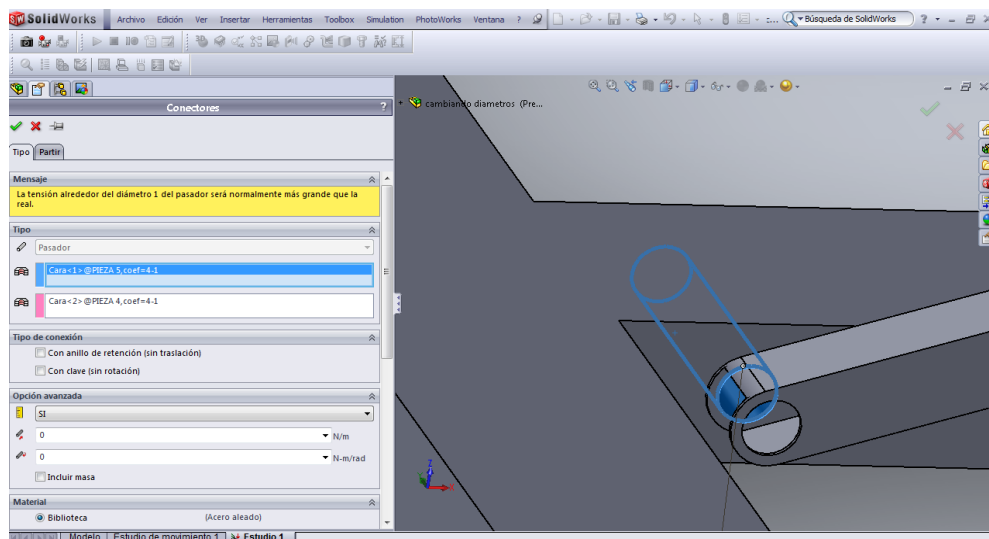 SolidWorks Archivo Edición Ver Insertar Herramientas Toolbox Simulation PhotoWorks Ventana ? Búsqueda de SolidWorks ?
Conectores ?
cambiando diametros (Pre...
Tipo Partir
Mensaje
La tensión alrededor del diámetro 1 del pasador será normalmente más grande que la
real.
Tipo
Pasador
Cara<1>@PIEZA 5,coef=4-1
Cara<2>@PIEZA 4,coef=4-1
Tipo de conexión
Con anillo de retención (sin traslación)
Con clave (sin rotación)
Opción avanzada
SI
0 N/m
0 N-m/rad
Incluir masa
Material
Biblioteca (Acero aleado)
Modelo Estudio de movimiento 1 Estudio 1